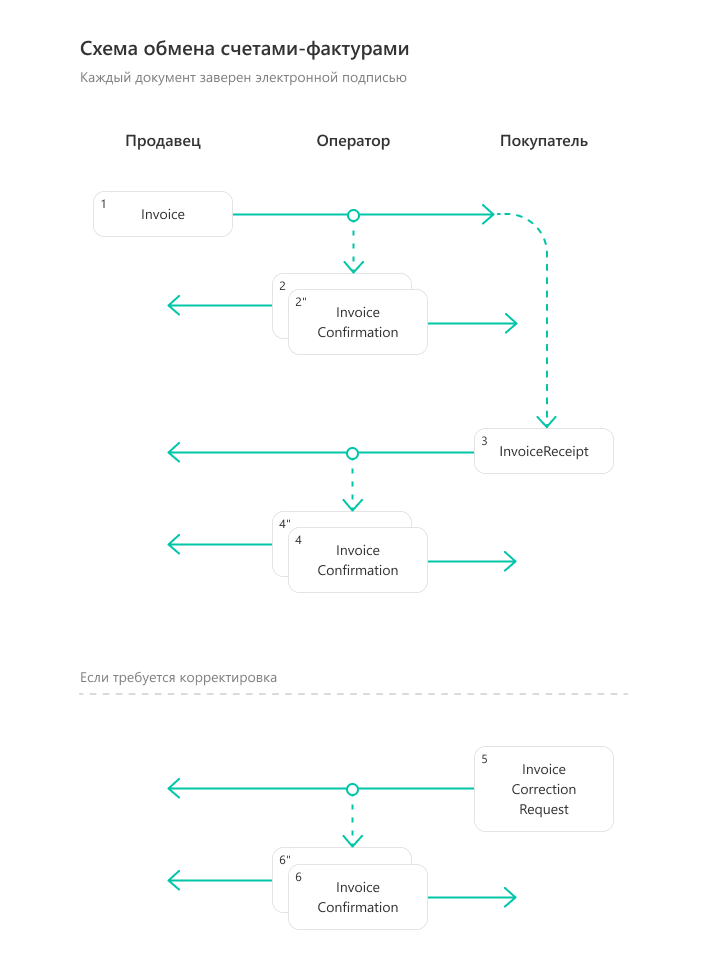 Схема обмена счетами-фактурами
Каждый документ заверен электронной подписью
Продавец Оператор Покупатель
1
Invoice
2
2"
Invoice
Confirmation
3
InvoiceReceipt
4"
4
Invoice
Confirmation
Если требуется корректировка
5
Invoice
Correction
Request
6"
6
Invoice
Confirmation